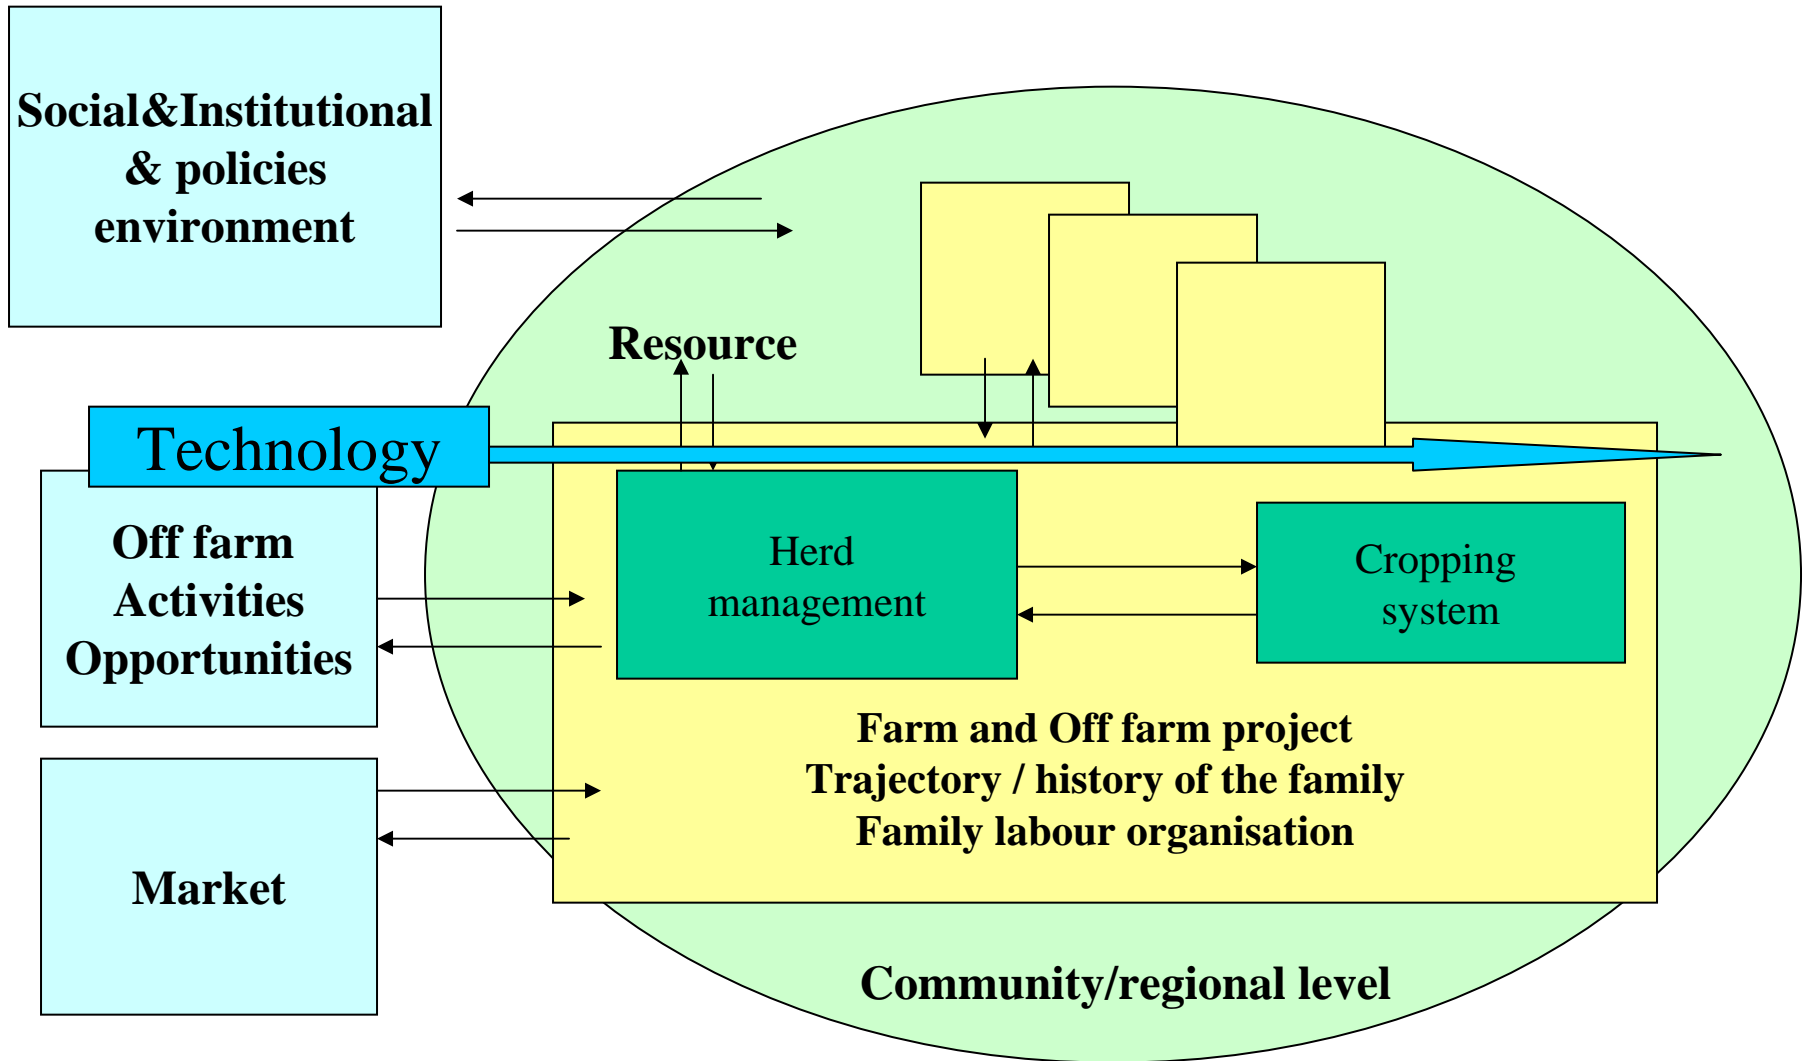 Social&Institutional
& policies
environment
Resource
Technology
Off farm
Activities
Opportunities
Herd
management
Cropping
system
Farm and Off farm project
Trajectory / history of the family
Family labour organisation
Market
Community/regional level